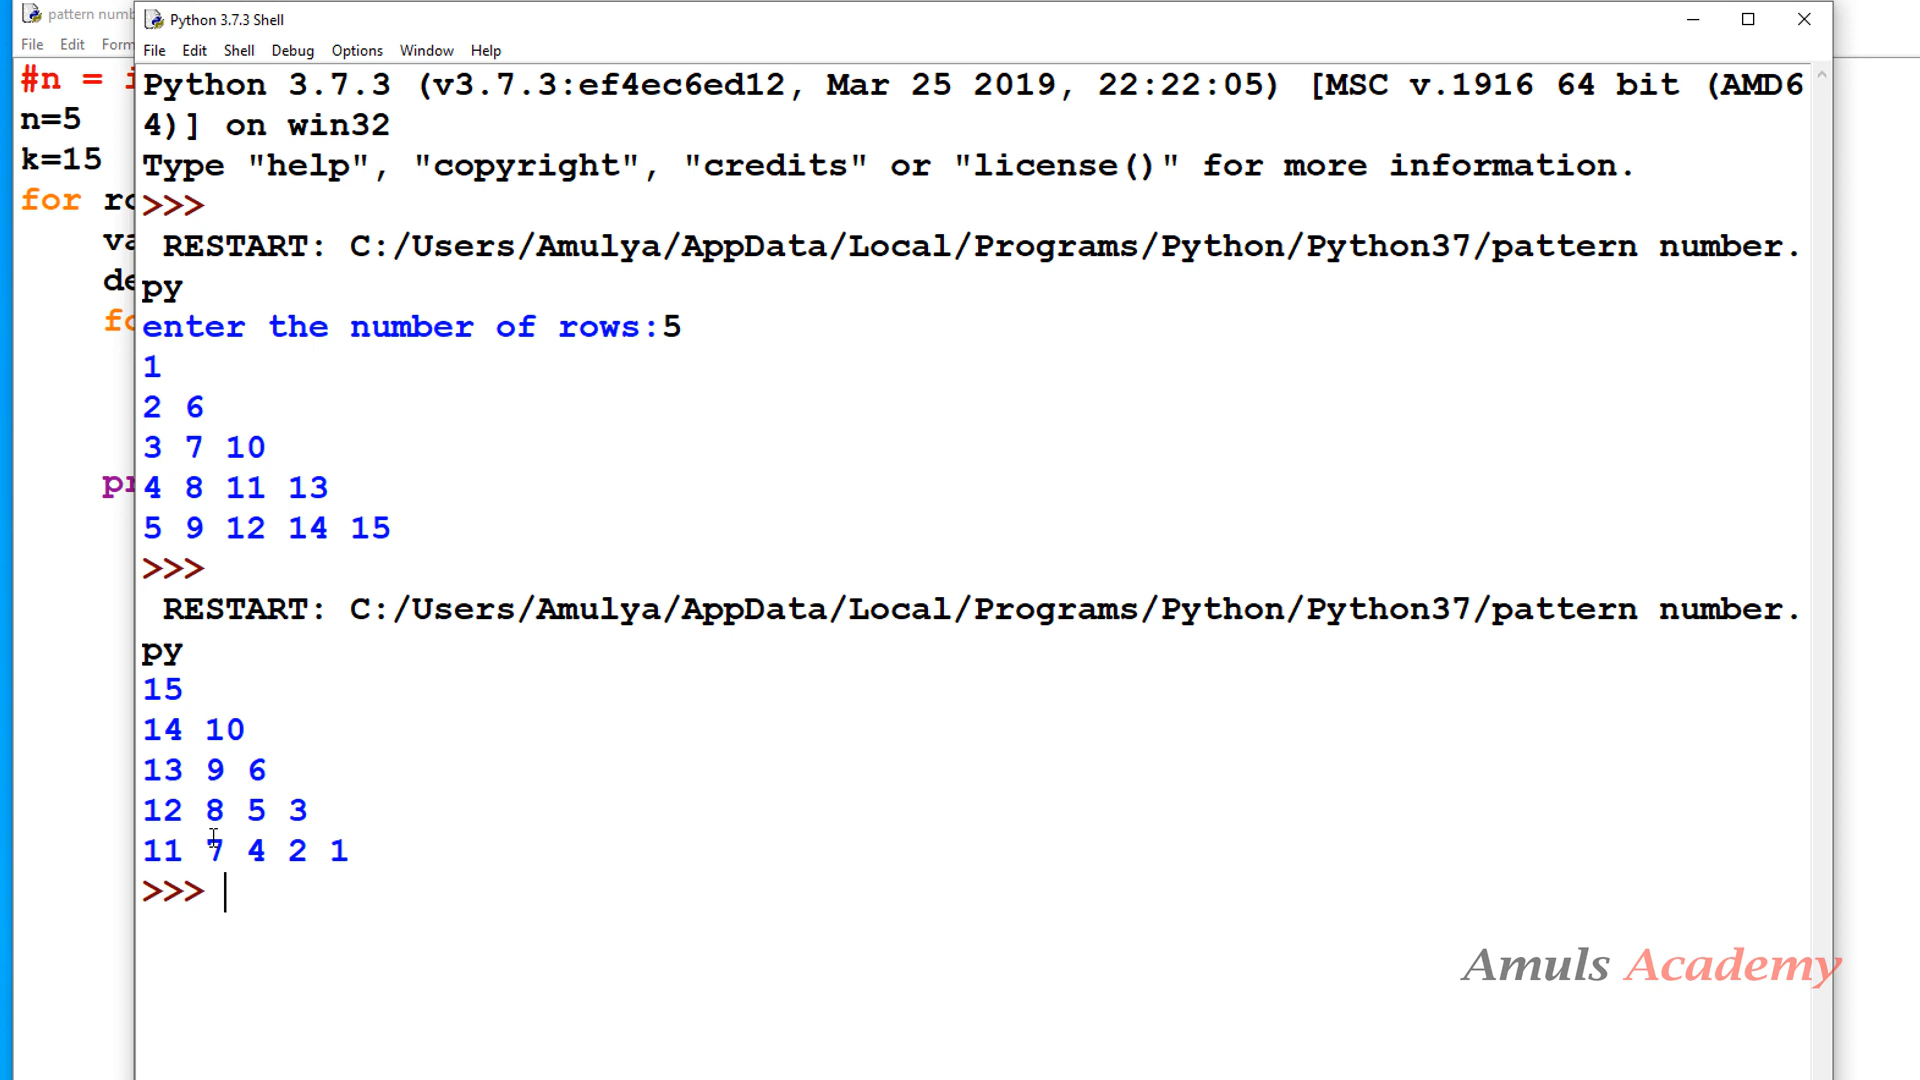 pattern numb
File Edit Form
#n = i
n=5
k=15
for ro
va
de
fo
pr
Python 3.7.3 Shell
File Edit Shell Debug Options Window Help
Python 3.7.3 (v3.7.3:ef4ec6ed12, Mar 25 2019, 22:22:05) [MSC v.1916 64 bit (AMD6
4)] on win32
Type "help", "copyright", "credits" or "license()" for more information.
>>>
RESTART: C:/Users/Amulya/AppData/Local/Programs/Python/Python37/pattern number.
py
enter the number of rows:5
1
2 6
3 7 10
4 8 11 13
5 9 12 14 15
>>>
RESTART: C:/Users/Amulya/AppData/Local/Programs/Python/Python37/pattern number.
py
15
14 10
13 9 6
12 8 5 3
11 7 4 2 1
>>>
Amuls Academy